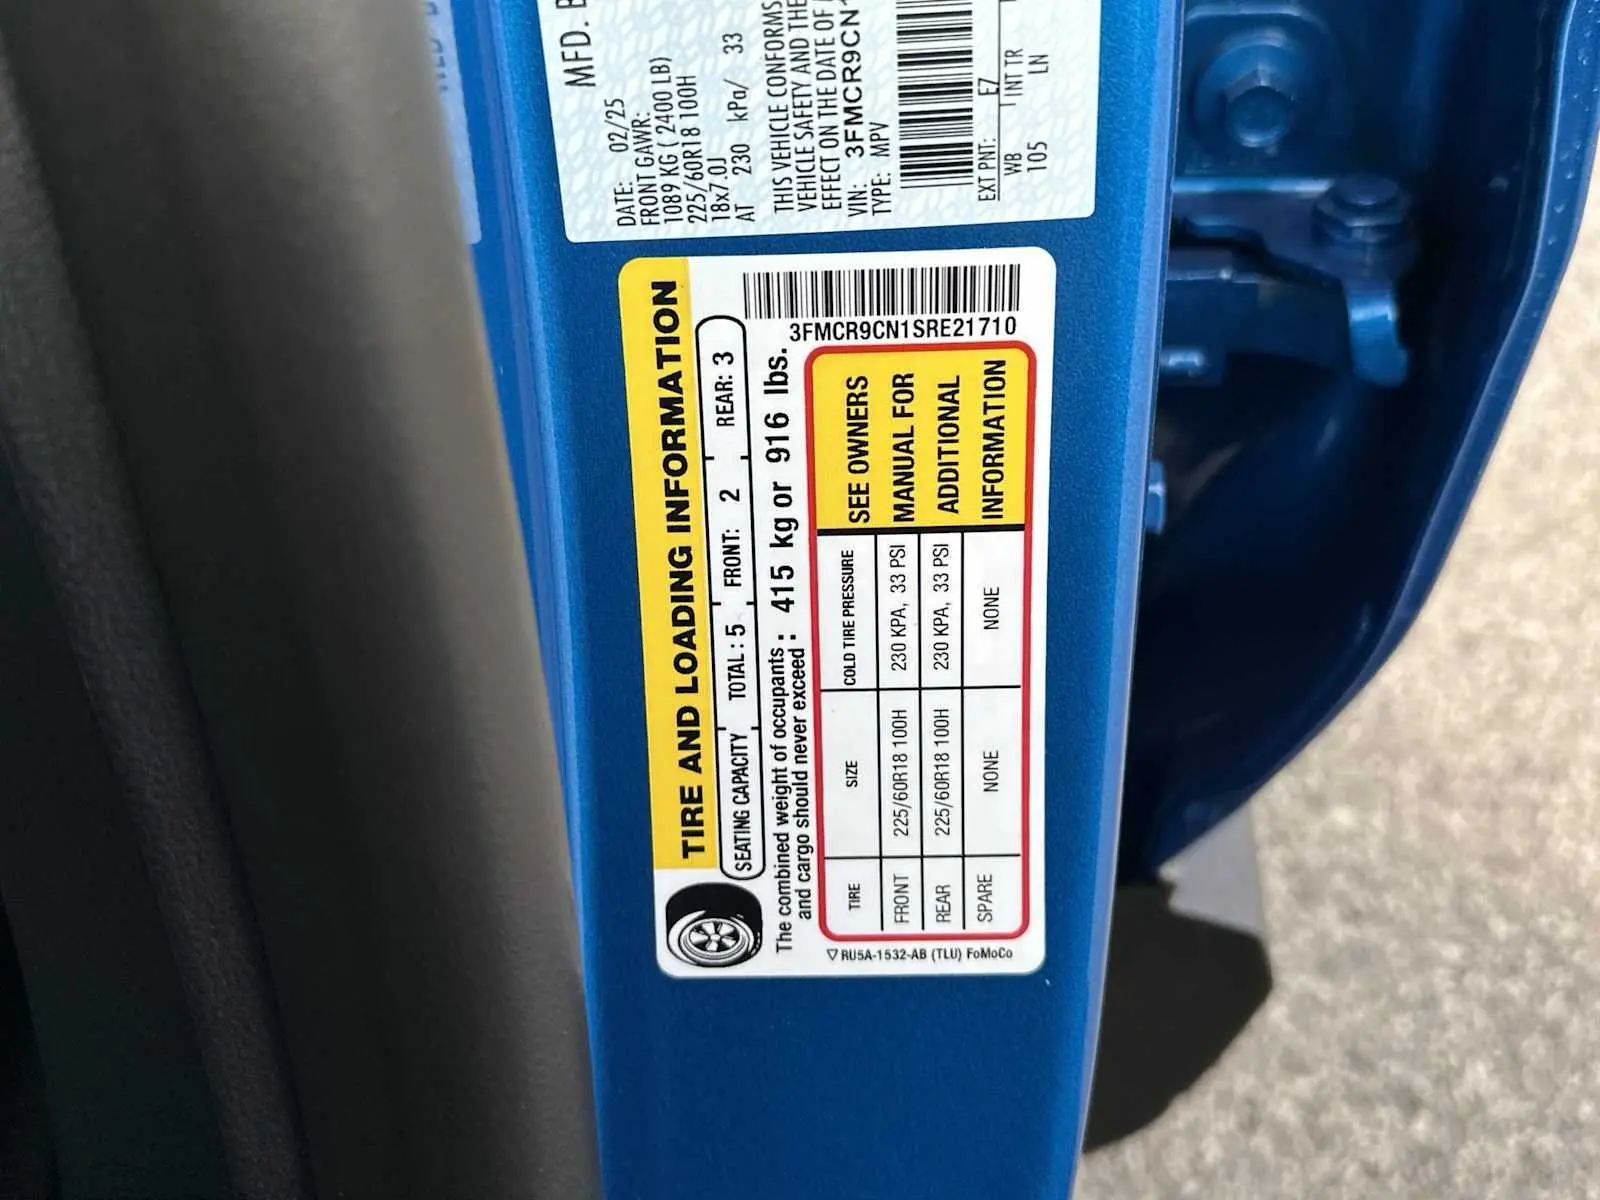 MFD. B
DATE: 02/25
FRONT GAWR:
1089 KG ( 2400 LB)
225/60R18 100H
18x7.0J
AT 230 kPa/ 33
THIS VEHICLE CONFORMS
VEHICLE SAFETY AND THE
EFFECT ON THE DATE OF
VIN: 3FMCR9CN1
TYPE: MPV
EXT PNT: E7
WB INT TR
105 LN
TIRE AND LOADING INFORMATION
SEATING CAPACITY TOTAL : 5 FRONT: 2 REAR: 3
The combined weight of occupants : 415 kg or 916 lbs.
and cargo should never exceed
3FMCR9CN1SRE21710
TIRE SIZE COLD TIRE PRESSURE
FRONT 225/60R18 100H 230 KPA, 33 PSI
REAR 225/60R18 100H 230 KPA, 33 PSI
SPARE NONE NONE
SEE OWNERS
MANUAL FOR
ADDITIONAL
INFORMATION
RU5A-1532-AB (TLU) FoMoCo